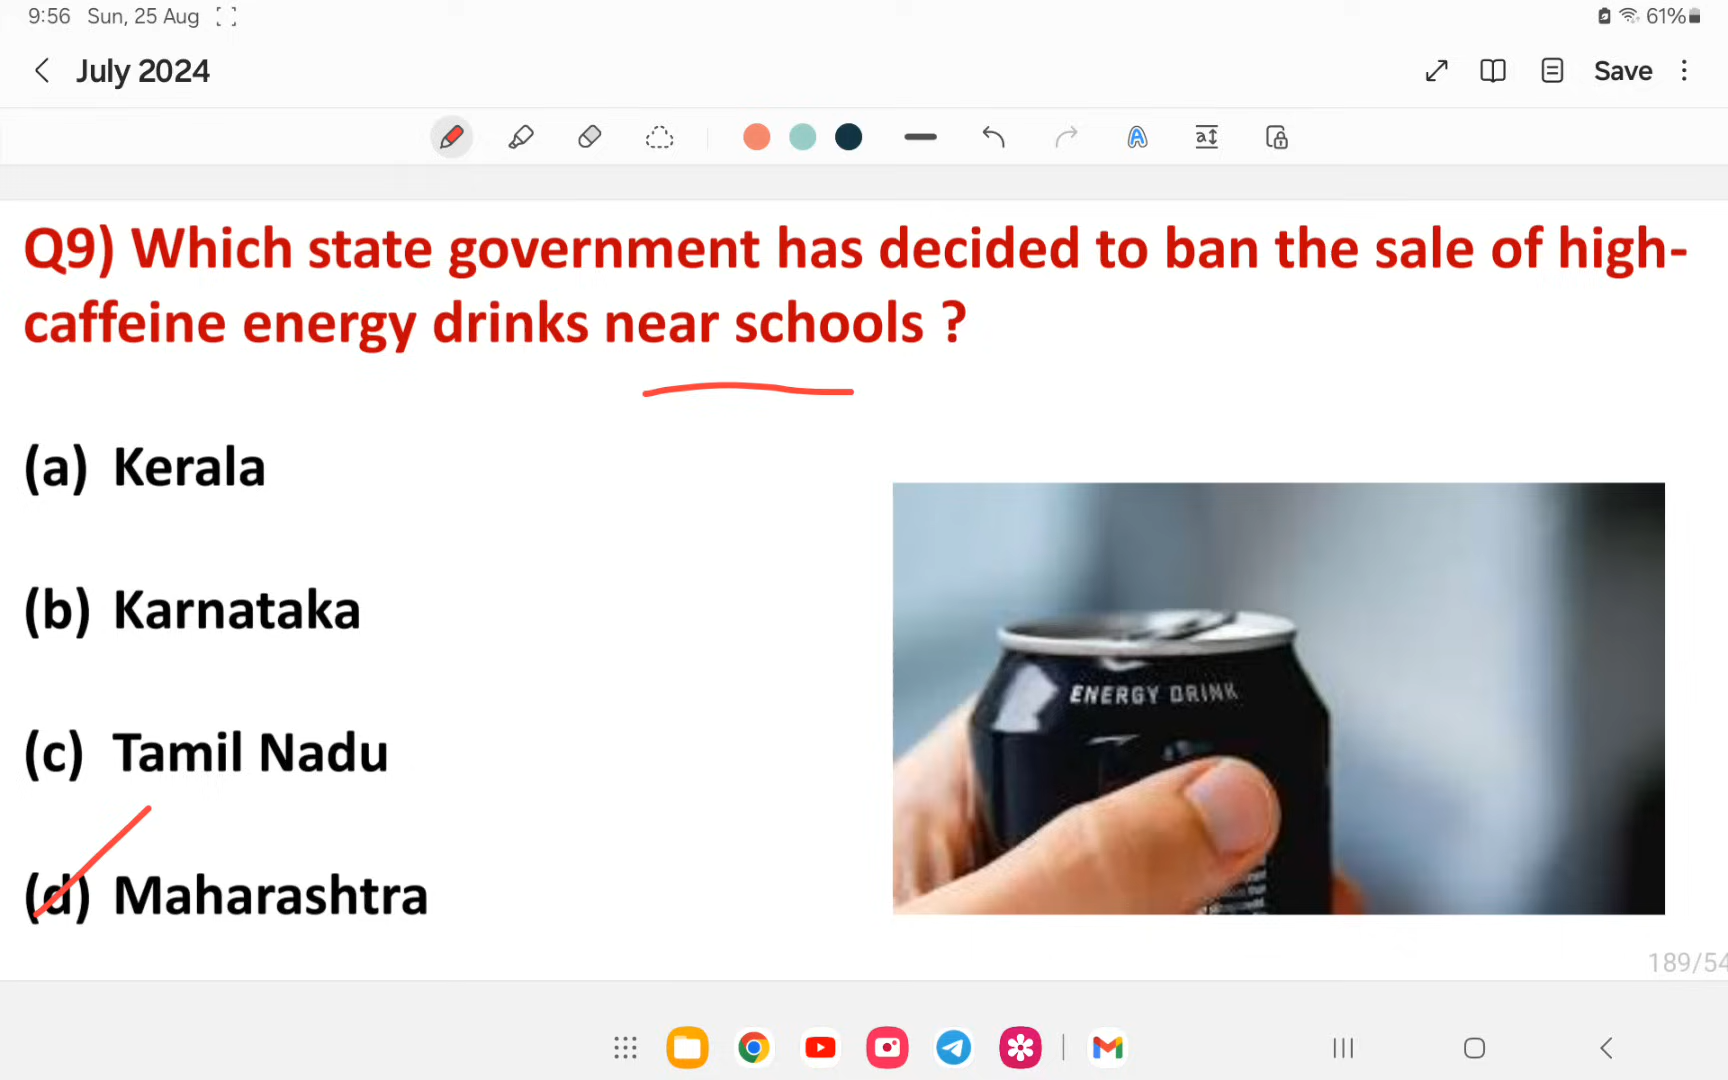 9:56 Sun, 25 Aug
61%
July 2024
Save
Q9) Which state government has decided to ban the sale of high-
caffeine energy drinks near schools ?
(a) Kerala
(b) Karnataka
(c) Tamil Nadu
(d) Maharashtra
ENERGY DRINK
189/54